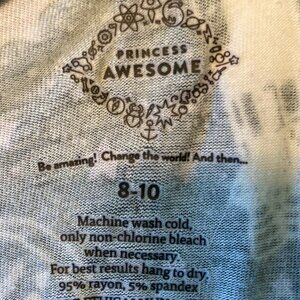 PRINCESS
AWESOME
Be amazing! Change the world! And then...
8-10
Machine wash cold,
only non-chlorine bleach
when necessary
For best results hang to dry.
95% rayon, 5% spandex